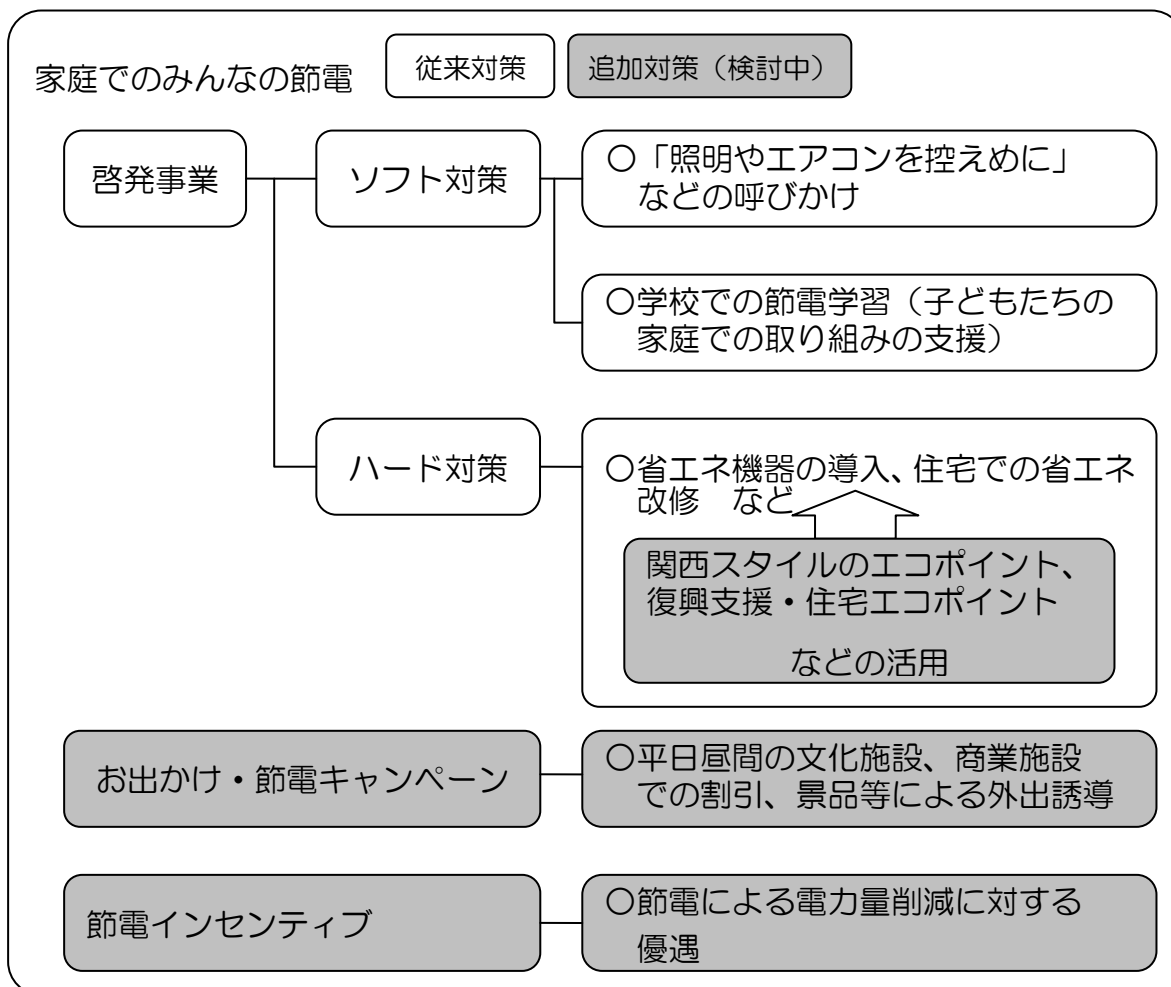 家庭でのみんなの節電
従来対策
追加対策（検討中）
啓発事業
ソフト対策
○「照明やエアコンを控えめに」
などの呼びかけ
○学校での節電学習（子どもたちの
家庭での取り組みの支援）
ハード対策
○省エネ機器の導入、住宅での省エネ
改修　など
関西スタイルのエコポイント、
復興支援・住宅エコポイント
などの活用
お出かけ・節電キャンペーン
○平日昼間の文化施設、商業施設
での割引、景品等による外出誘導
節電インセンティブ
○節電による電力量削減に対する
優遇